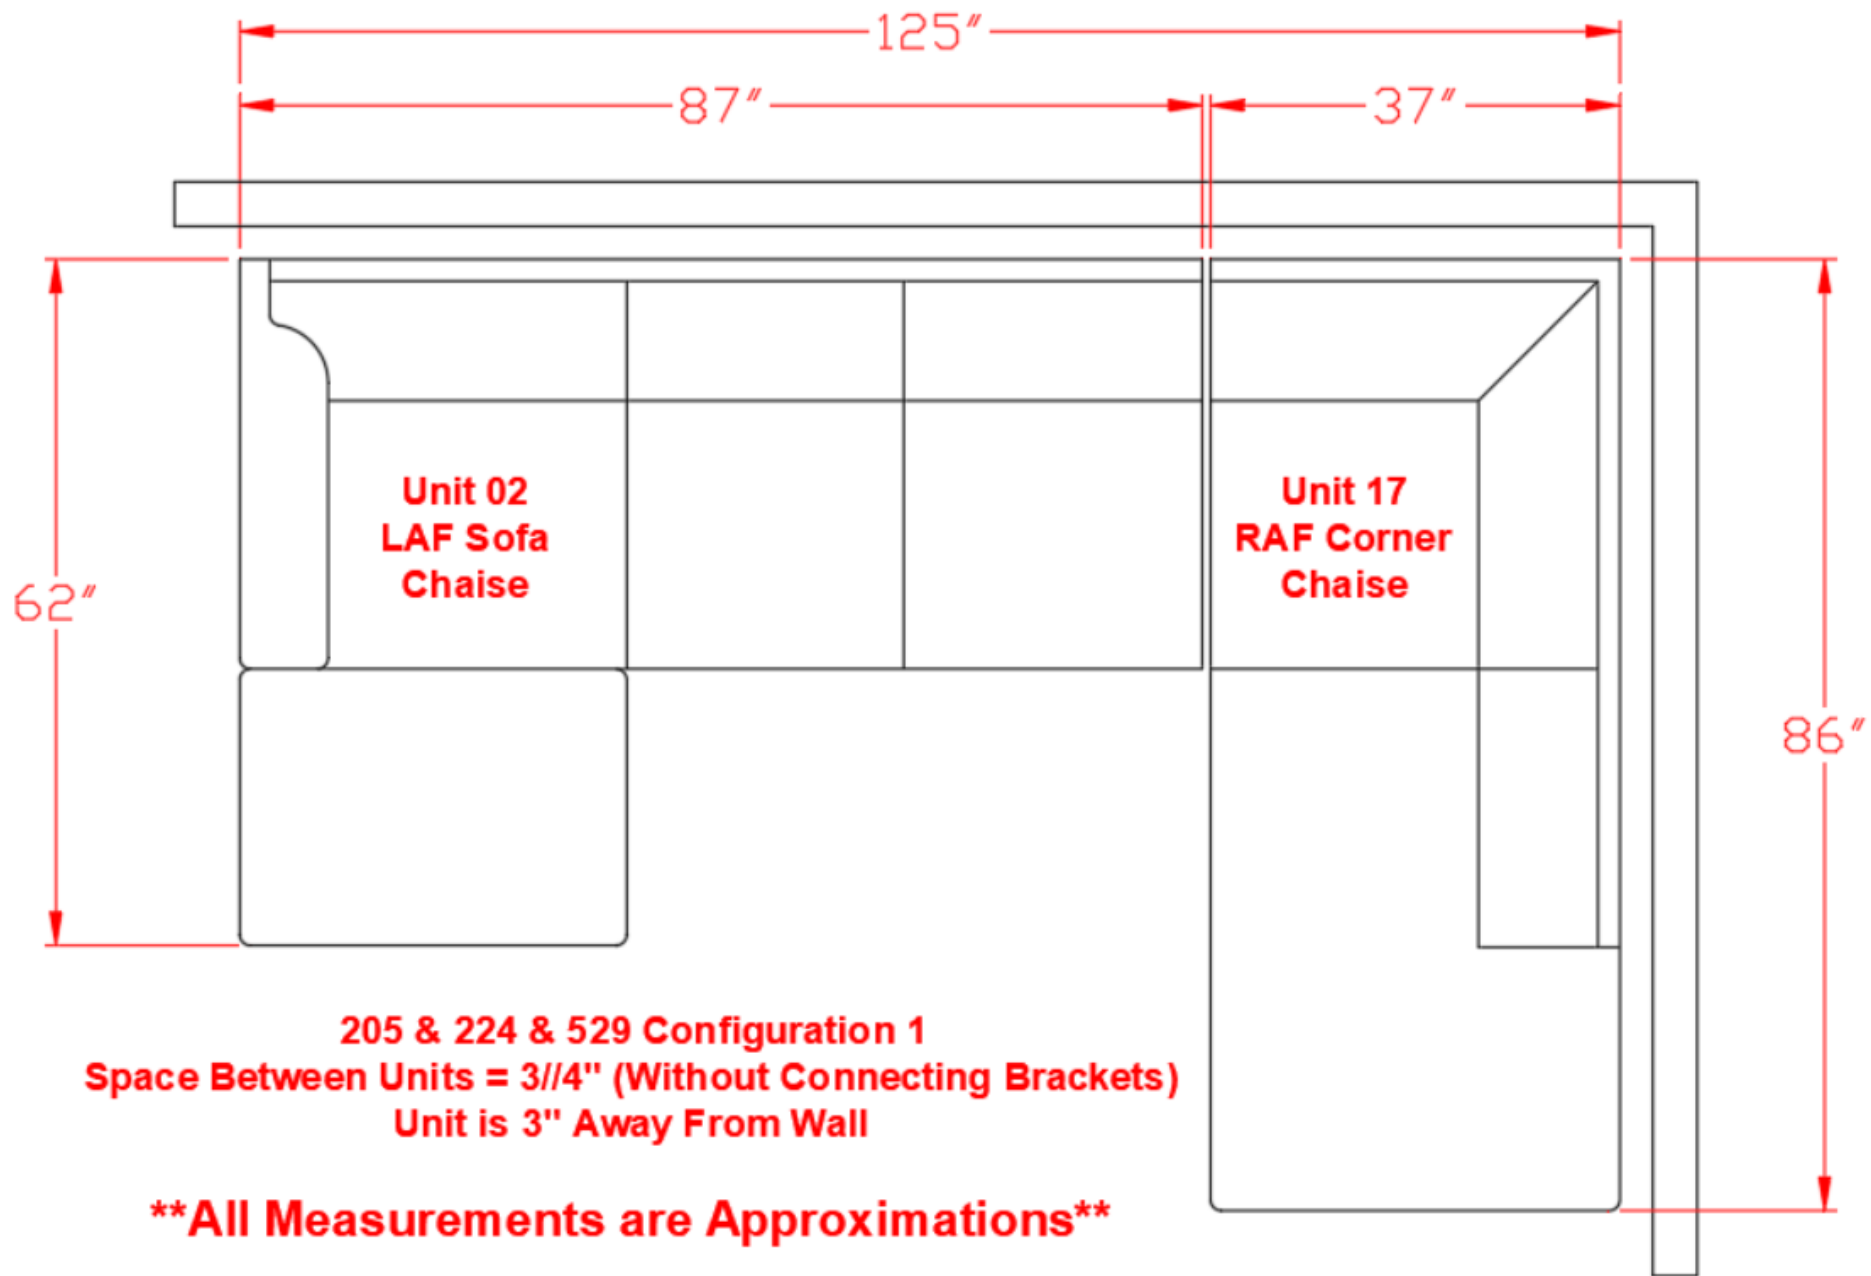 125"
87"
37"
62"
Unit 02
LAF Sofa
Chaise
Unit 17
RAF Corner
Chaise
86"
205 & 224 & 529 Configuration 1
Space Between Units = 3//4" (Without Connecting Brackets)
Unit is 3" Away From Wall
**All Measurements are Approximations**